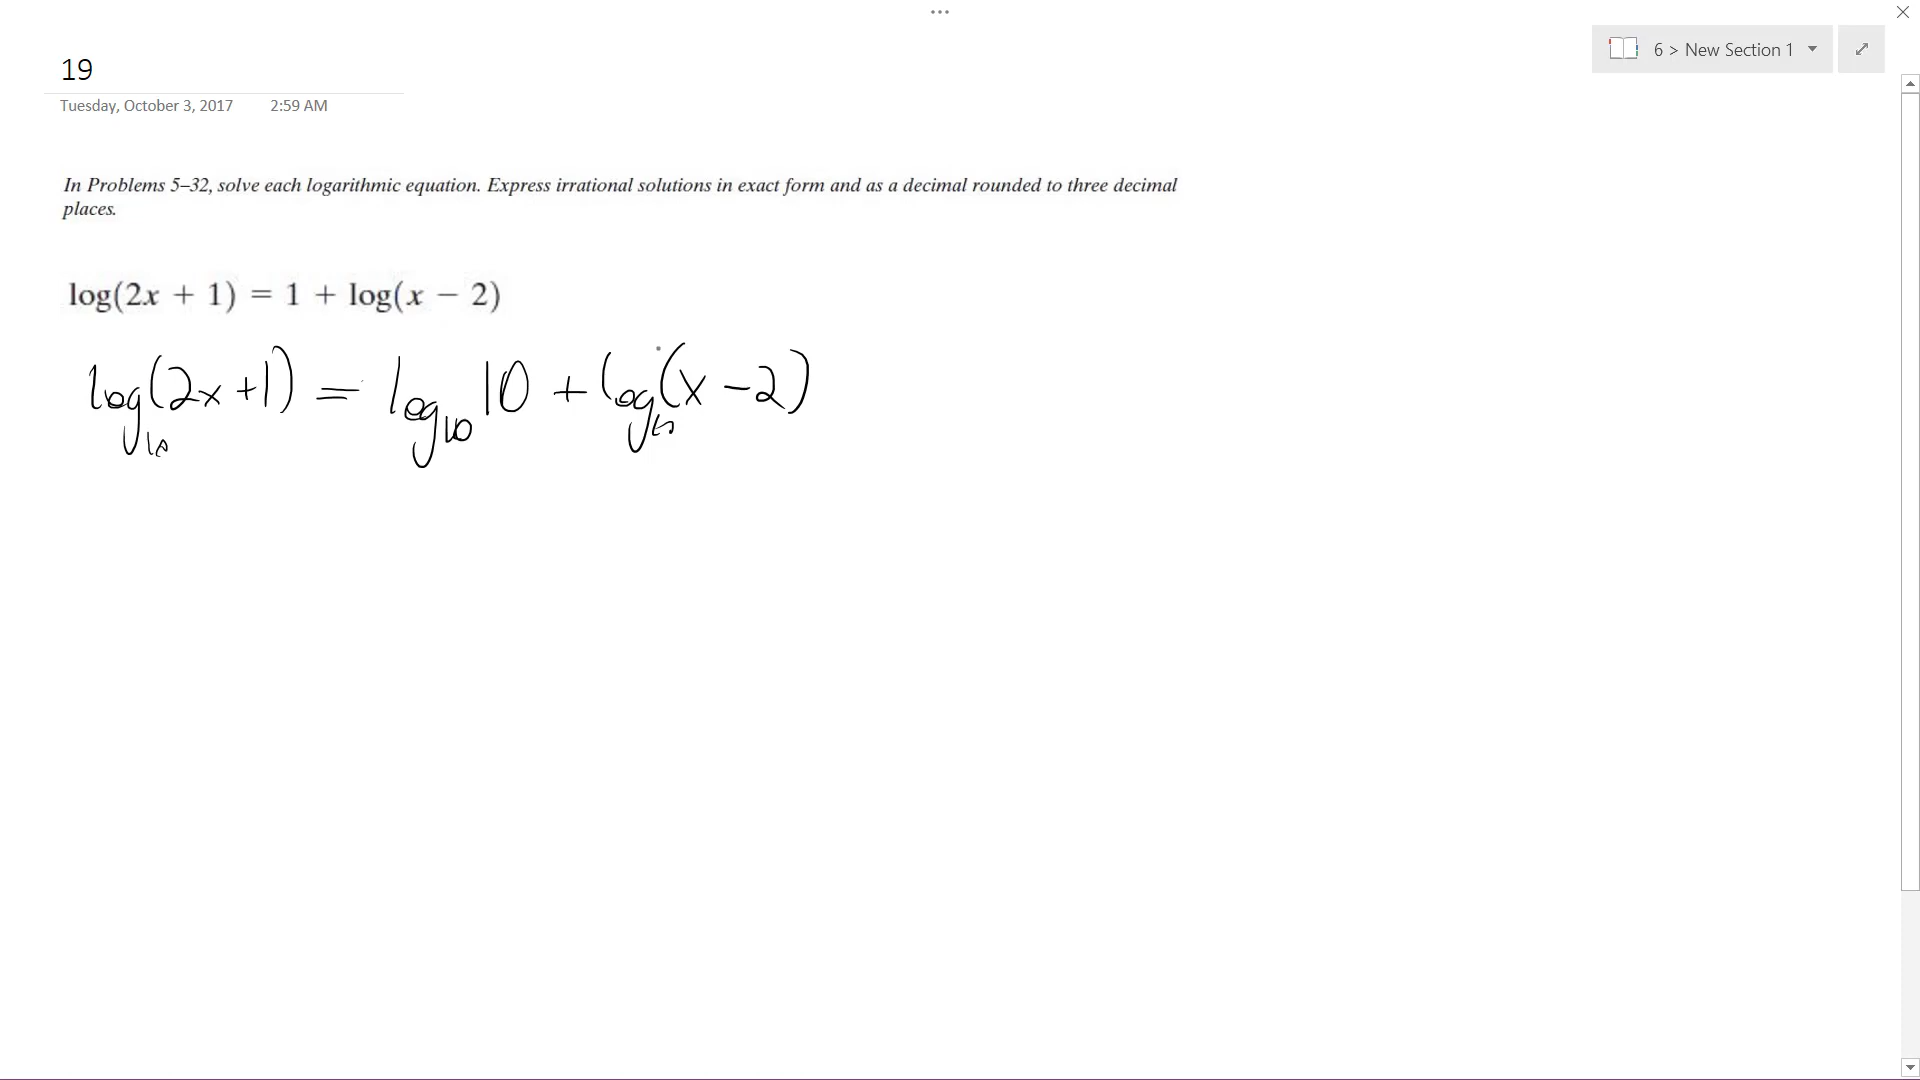 6 > New Section 1
19
Tuesday, October 3, 2017 2:59 AM
In Problems 5–32, solve each logarithmic equation. Express irrational solutions in exact form and as a decimal rounded to three decimal
places.
log(2x + 1) = 1 + log(x − 2)
log₁₀(2x+1) = log₁₀ 10 + log₁₀(x−2)